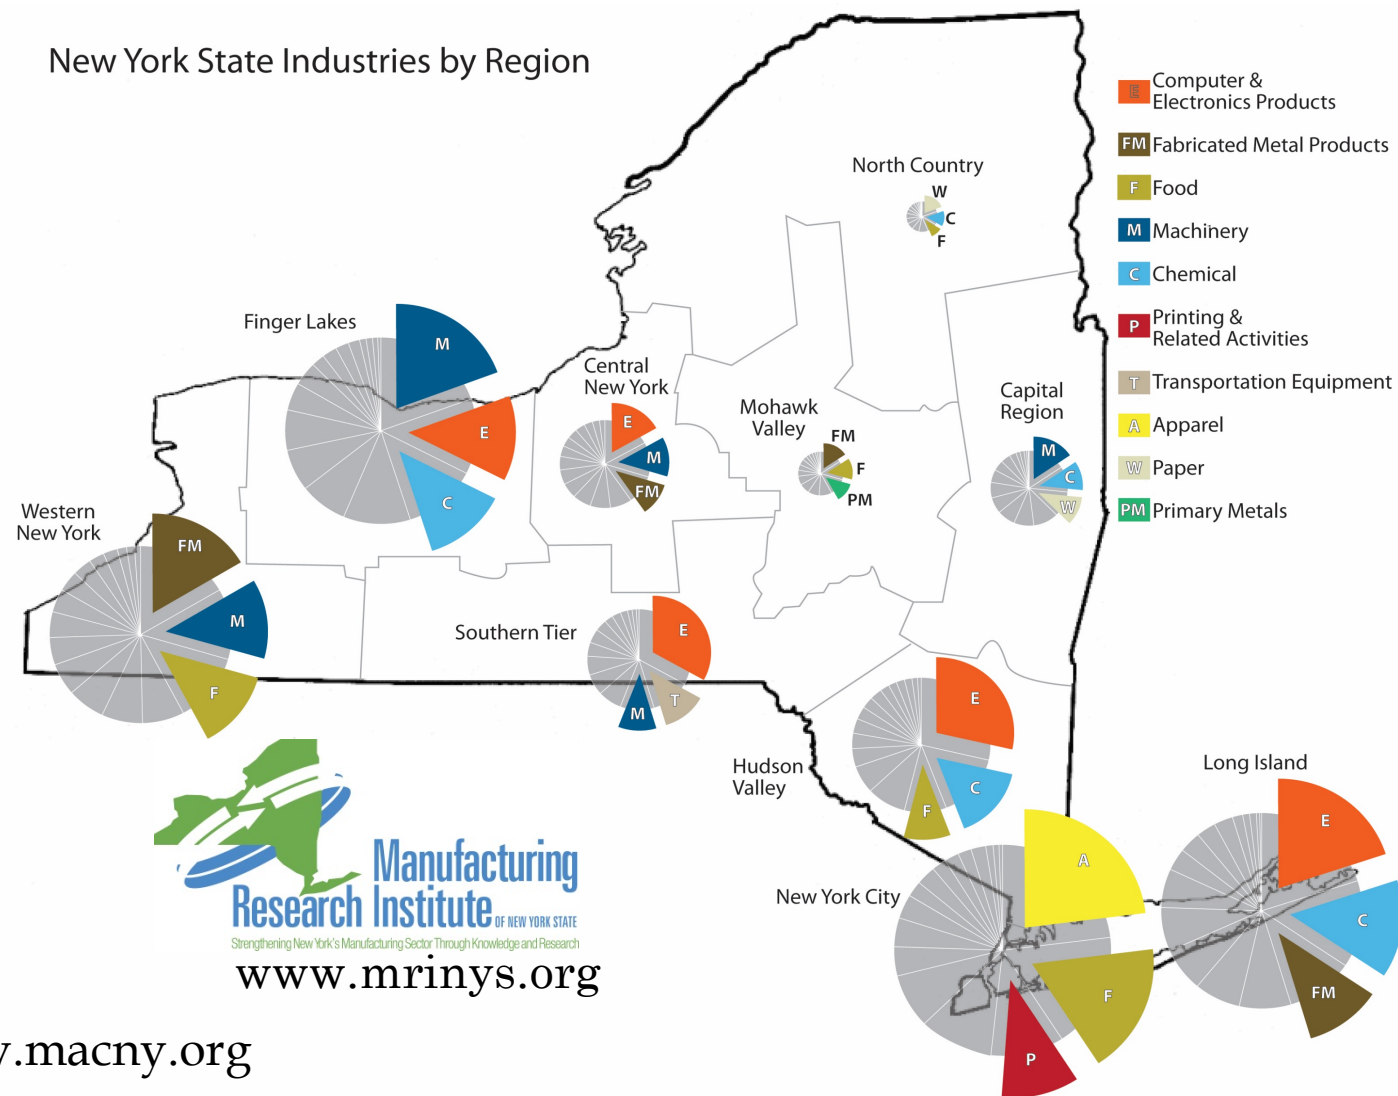 New York State Industries by Region
E
Computer &
Electronics Products
FM Fabricated Metal Products
F Food
M Machinery
C Chemical
P
Printing &
Related Activities
T Transportation Equipment
A Apparel
W Paper
PM Primary Metals
North Country
W
C
F
Finger Lakes
M
E
C
Central
New York
E
M
FM
Mohawk
Valley
FM
F
PM
Capital
Region
M
C
W
Western
New York
FM
M
F
Southern Tier
E
T
M
Hudson
Valley
E
C
F
Long Island
E
C
FM
New York City
A
F
P
Manufacturing
Research Institute OF NEW YORK STATE
Strengthening New York's Manufacturing Sector Through Knowledge and Research
www.mrinys.org
.macny.org